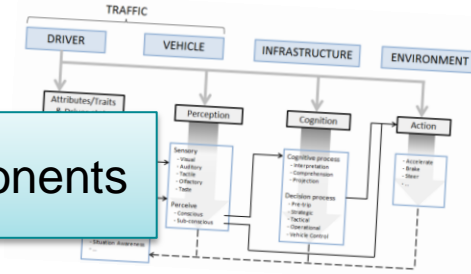 TRAFFIC
DRIVER
VEHICLE
INFRASTRUCTURE
ENVIRONMENT
Attributes/Traits
Perception
Cognition
Action
Sensory
- Visual
- Auditory
- Tactile
- Olfactory
- Taste
Perceive
- Conscious
- Sub-conscious
Cognitive process
- Interpretation
- Comprehension
- Projection
Decision process
- Pre-trip
- Strategic
- Tactical
- Operational
- Vehicle Control
- Accelerate
- Brake
- Steer
- ...
onents
- Situation Awareness
- ...